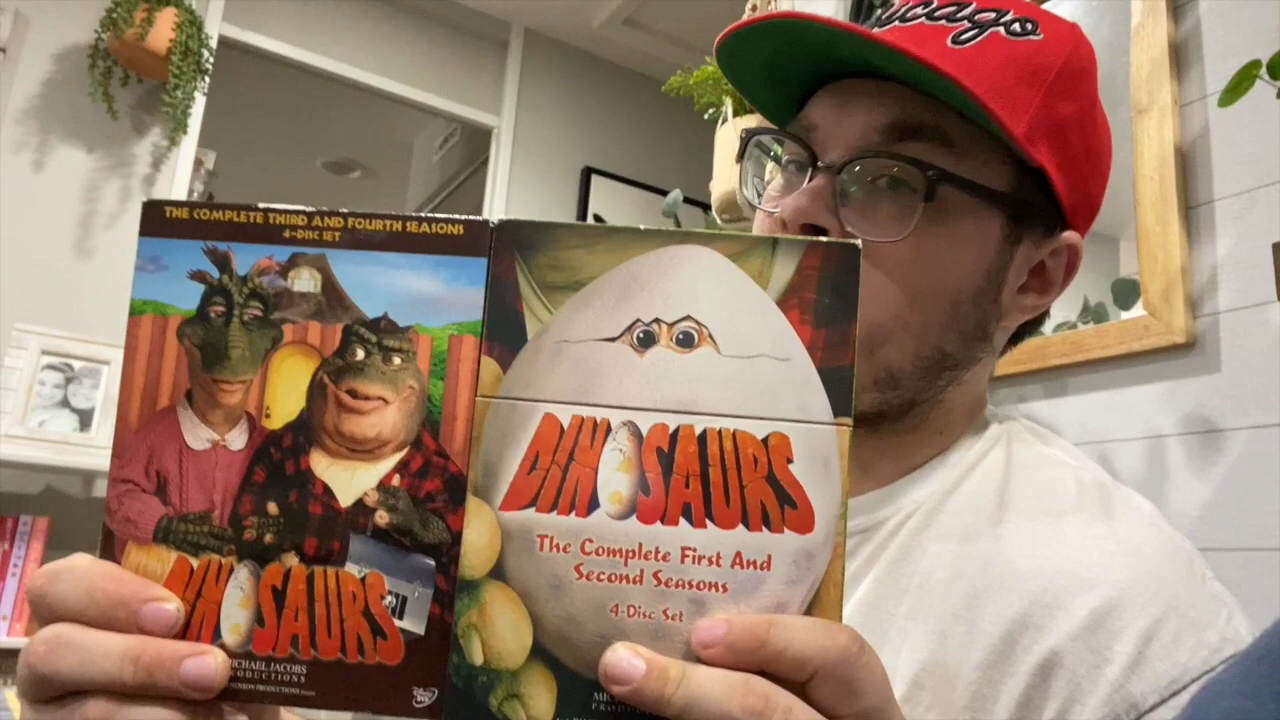 icago
THE COMPLETE THIRD AND FOURTH SEASONS
4-DISC SET
DINOSAURS
MICHAEL JACOBS
PRODUCTIONS
DINOSAURS
The Complete First And
Second Seasons
4-Disc Set